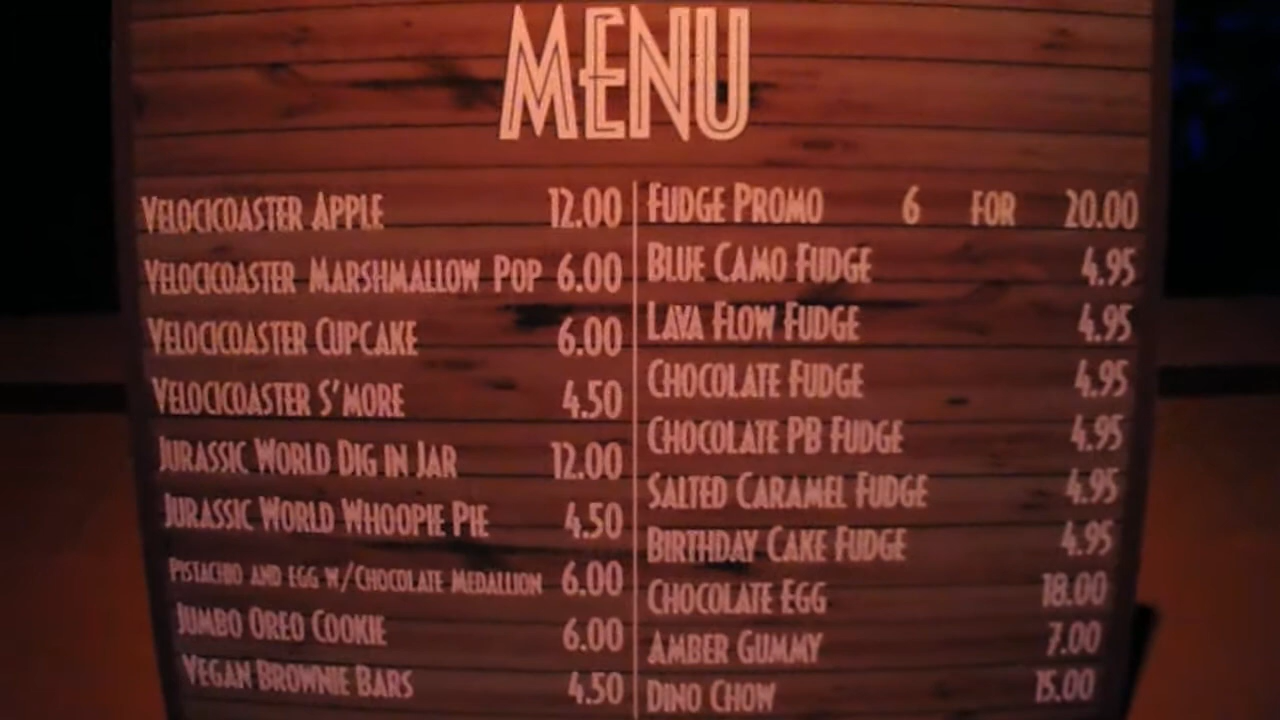 MENU
VELOCICOASTER APPLE 12.00
VELOCICOASTER MARSHMALLOW POP 6.00
VELOCICOASTER CUPCAKE 6.00
VELOCICOASTER S'MORE 4.50
JURASSIC WORLD DIG IN JAR 12.00
JURASSIC WORLD WHOOPIE PIE 4.50
PISTACHIO AND EGG W/CHOCOLATE MEDALLION 6.00
JUMBO OREO COOKIE 6.00
VEGAN BROWNIE BARS 4.50
FUDGE PROMO 6 FOR 20.00
BLUE CAMO FUDGE 4.95
LAVA FLOW FUDGE 4.95
CHOCOLATE FUDGE 4.95
CHOCOLATE PB FUDGE 4.95
SALTED CARAMEL FUDGE 4.95
BIRTHDAY CAKE FUDGE 4.95
CHOCOLATE EGG 18.00
AMBER GUMMY 7.00
DINO CHOW 15.00